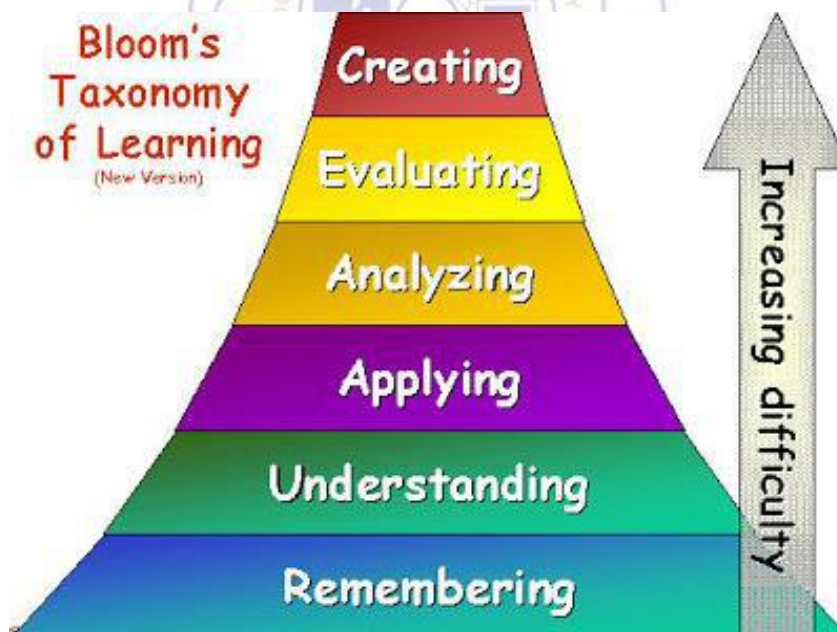 Bloom's
Taxonomy
of Learning
(New Version)
Creating
Evaluating
Analyzing
Applying
Understanding
Remembering
Increasing difficulty